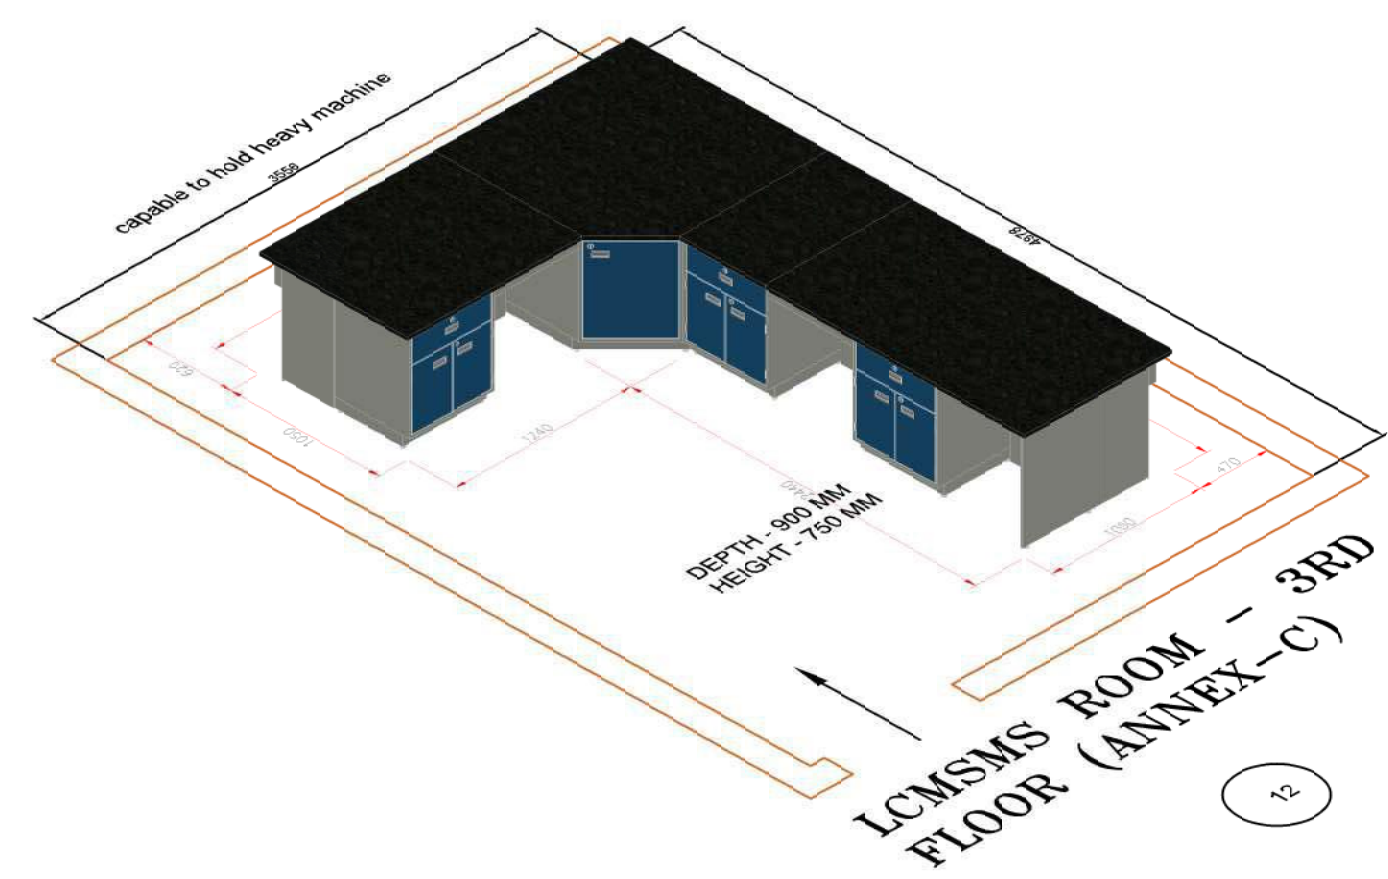 capable to hold heavy machine
3556
4978
620
1050
1240
2440
470
1080
DEPTH - 900 MM
HEIGHT - 750 MM
LCMSMS ROOM - 3RD
FLOOR (ANNEX-C)
12